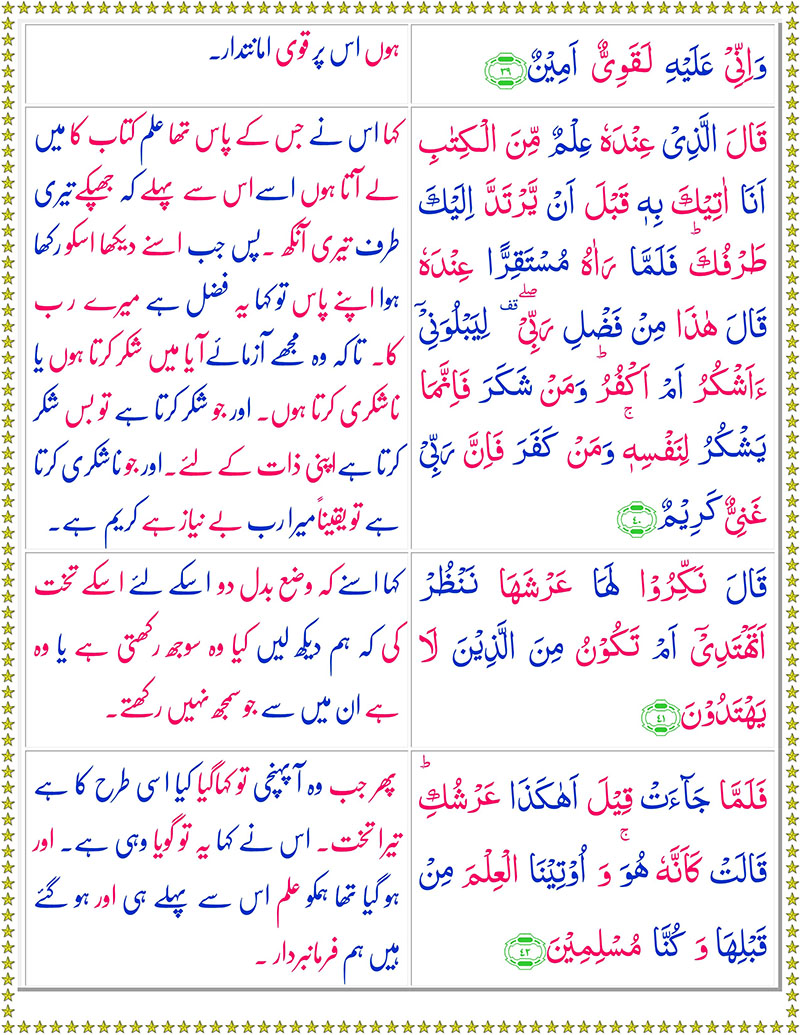 وَاِنِّىۡ عَلَيۡهِ لَـقَوِىٌّ اَمِيۡنٌ ‏﴿۳۹﴾
ہوں اس پر قوی امانتدار۔
قَالَ الَّذِىۡ عِنۡدَهٗ عِلۡمٌ مِّنَ الۡـكِتٰبِ
اَنَا اٰتِيۡكَ بِهٖ قَبۡلَ اَنۡ يَّرۡتَدَّ اِلَيۡكَ
طَرۡفُكَ‌ؕ فَلَمَّا رَاٰهُ مُسۡتَقِرًّا عِنۡدَهٗ
قَالَ هٰذَا مِنۡ فَضۡلِ رَبِّىۡ‌ۖ‌ۗ لِيَبۡلُوَنِىۡٓ
ءَاَشۡكُرُ اَمۡ اَكۡفُرُ‌ؕ وَمَنۡ شَكَرَ فَاِنَّمَا
يَشۡكُرُ لِنَفۡسِهٖ‌ۚ وَمَنۡ كَفَرَ فَاِنَّ رَبِّىۡ
غَنِىٌّ كَرِيۡمٌ ‏﴿۴۰﴾
کہا اس نے جس کے پاس تھا علم کتاب کا میں
لے آتا ہوں اسے اس سے پہلے کہ جھپکے تیری
طرف تیری آنکھ ۔ پس جب اسنے دیکھا اسکو رکھا
ہوا اپنے پاس تو کہا یہ فضل ہے میرے رب
کا۔ تاکہ وہ مجھے آزمائے آیا میں شکر کرتا ہوں یا
ناشکری کرتا ہوں۔ اور جو شکر کرتا ہے تو بس شکر
کرتا ہے اپنی ذات کے لئے ۔ اور جو ناشکری کرتا
ہے تو یقیناً میرا رب بے نیاز ہے کریم ہے۔
قَالَ نَكِّرُوۡا لَهَا عَرۡشَهَا نَـنۡظُرۡ
اَتَهۡتَدِىۡۤ اَمۡ تَكُوۡنُ مِنَ الَّذِيۡنَ لَا
يَهۡتَدُوۡنَ ‏﴿۴۱﴾
کہا اسنے کہ وضع بدل دو اسکے لئے اسکے تخت
کی کہ ہم دیکھ لیں کیا وہ سوجھ رکھتی ہے یا وہ
ہے ان میں سے جو سمجھ نہیں رکھتے۔
فَلَمَّا جَآءَتۡ قِيۡلَ اَهٰكَذَا عَرۡشُكِ‌ؕ
قَالَتۡ كَاَنَّهٗ هُوَ‌ۚ وَ اُوۡتِيۡنَا الۡعِلۡمَ مِنۡ
قَبۡلِهَا وَ كُنَّا مُسۡلِمِيۡنَ ‏﴿۴۲﴾
پھر جب وہ آ پہنچی تو کہا گیا کیا اسی طرح کا ہے
تیرا تخت۔ اس نے کہا یہ تو گویا وہی ہے۔ اور
ہو گیا تھا ہمکو علم اس سے پہلے ہی اور ہو گئے
ہیں ہم فرمانبردار ۔